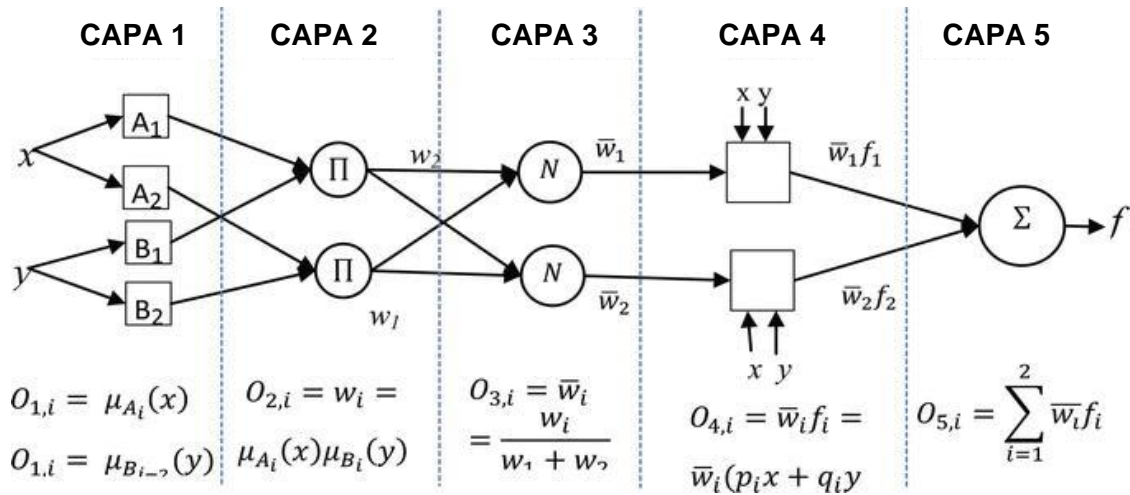 CAPA 1 CAPA 2 CAPA 3 CAPA 4 CAPA 5
x y
A₁
x
∏ w₂ N w̅₁ w̅₁f₁
A₂
Σ f
B₁
y
∏ N
B₂
w₁ w̅₂ w̅₂f₂
x y
O₁,ᵢ = μAᵢ(x)
O₁,ᵢ = μBᵢ₋₂(y)
O₂,ᵢ = wᵢ =
μAᵢ(x)μBᵢ(y)
O₃,ᵢ = w̅ᵢ
= wᵢ / w₁ + w₂
O₄,ᵢ = w̅ᵢfᵢ =
w̅ᵢ(pᵢx + qᵢy
O₅,ᵢ = ∑²ᵢ₌₁ w̅ᵢfᵢ